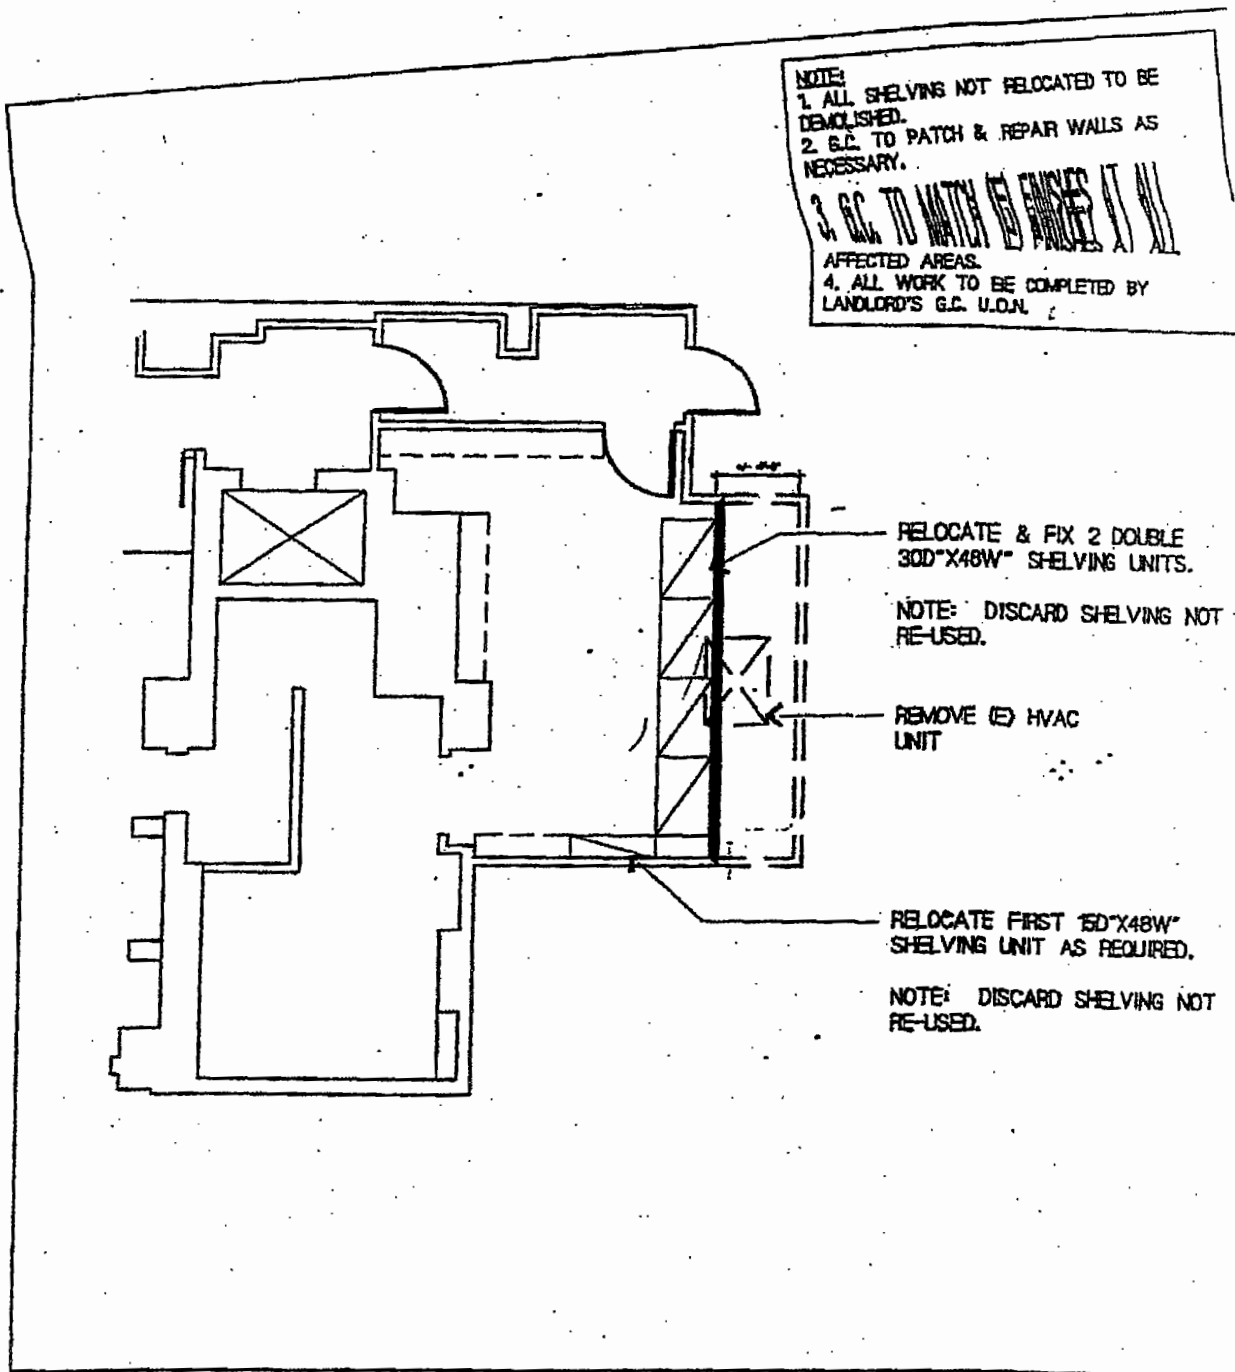 NOTE:
1. ALL SHELVING NOT RELOCATED TO BE
DEMOLISHED.
2. G.C. TO PATCH & REPAIR WALLS AS
NECESSARY.
3. G.C. TO MATCH (E) FINISHES AT ALL
AFFECTED AREAS.
4. ALL WORK TO BE COMPLETED BY
LANDLORD'S G.C. U.O.N.
RELOCATE & FIX 2 DOUBLE
30D"X48W" SHELVING UNITS.
NOTE: DISCARD SHELVING NOT
RE-USED.
REMOVE (E) HVAC
UNIT
RELOCATE FIRST 15D"X48W"
SHELVING UNIT AS REQUIRED.
NOTE: DISCARD SHELVING NOT
RE-USED.